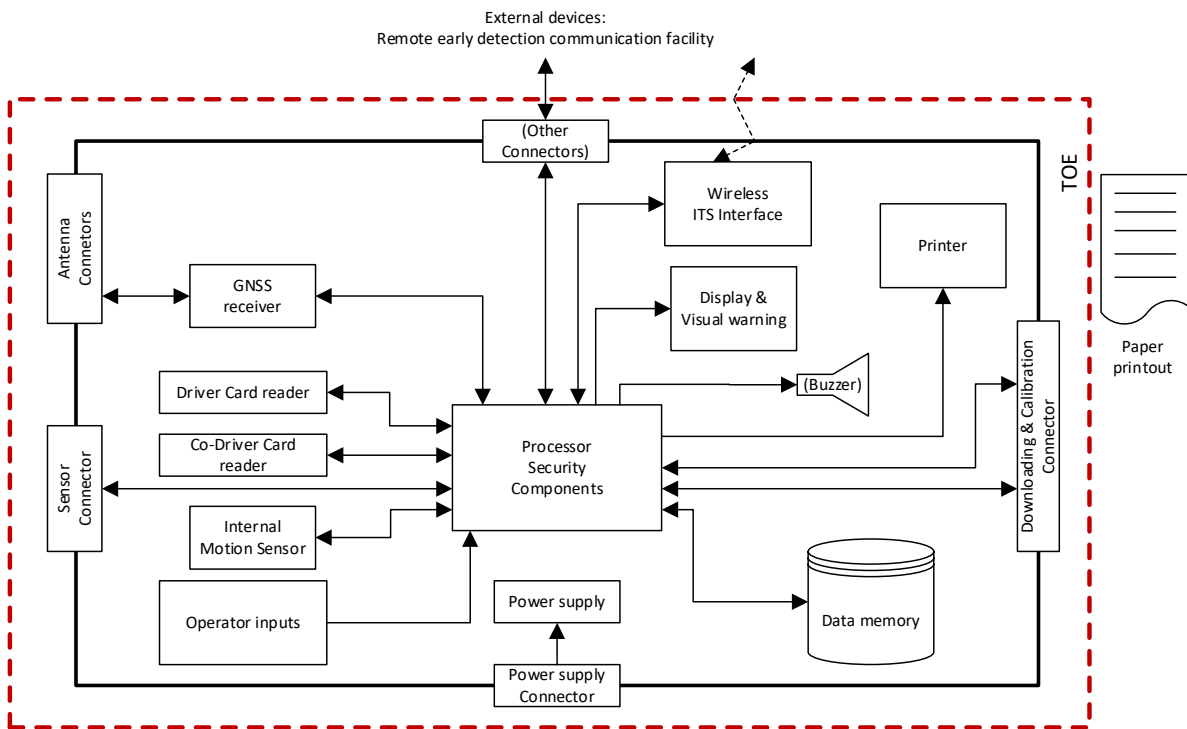 External devices:
Remote early detection communication facility
(Other
Connectors)
TOE
Wireless
ITS Interface
Antenna
Connetors
Printer
GNSS
receiver
Display &
Visual warning
Paper
printout
Driver Card reader
(Buzzer)
Co-Driver Card
reader
Processor
Security
Components
Sensor
Connector
Downloading & Calibration
Connector
Internal
Motion Sensor
Operator inputs
Power supply
Data memory
Power supply
Connector